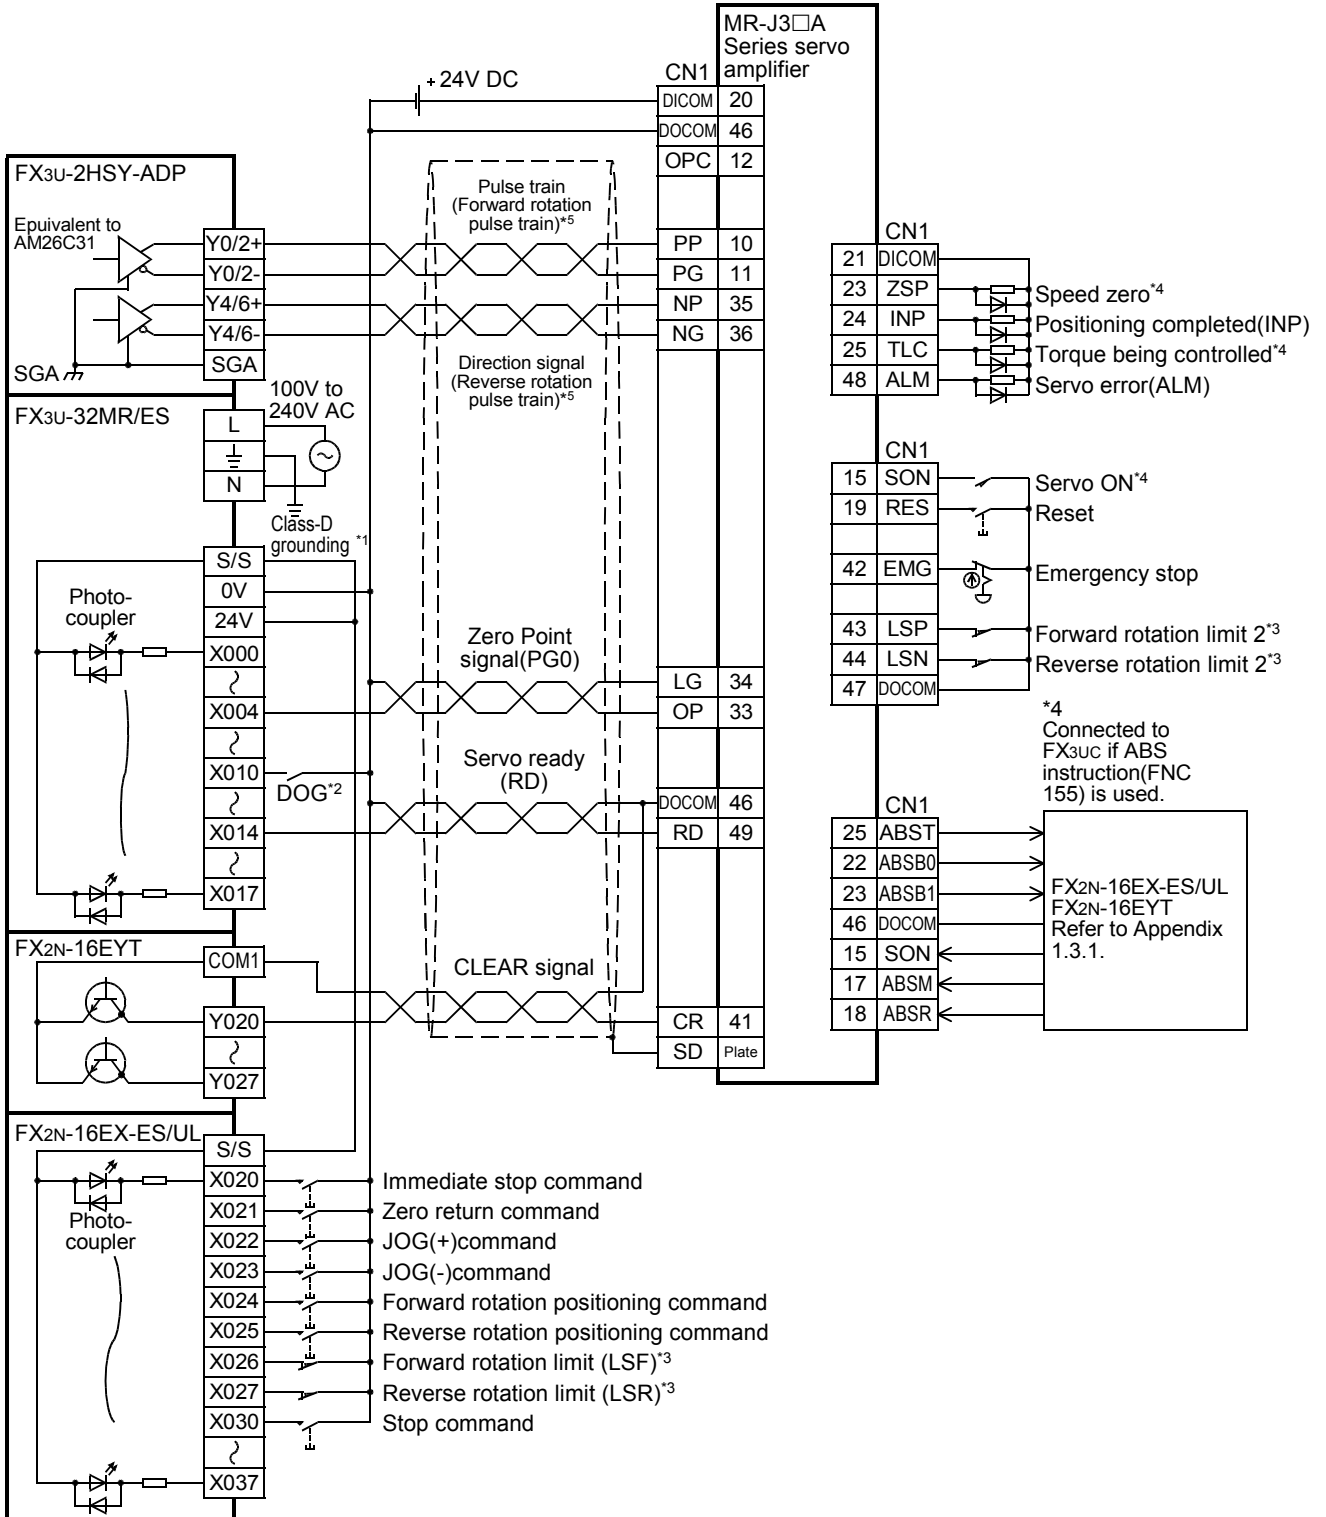 MR-J3□A
Series servo
amplifier
CN1
+24V DC
DICOM 20
DOCOM 46
OPC 12
FX3U-2HSY-ADP
Epuivalent to
AM26C31
Y0/2+
Y0/2-
Y4/6+
Y4/6-
SGA
SGA
Pulse train
(Forward rotation
pulse train)*5
PP 10
PG 11
NP 35
NG 36
Direction signal
(Reverse rotation
pulse train)*5
CN1
21 DICOM
23 ZSP Speed zero*4
24 INP Positioning completed(INP)
25 TLC Torque being controlled*4
48 ALM Servo error(ALM)
FX3U-32MR/ES
100V to
240V AC
L
N
Class-D
grounding *1
S/S
0V
24V
X000
X004
X010
X014
X017
Photo-
coupler
DOG*2
Zero Point
signal(PG0)
LG 34
OP 33
Servo ready
(RD)
DOCOM 46
RD 49
CN1
15 SON Servo ON*4
19 RES Reset
42 EMG Emergency stop
43 LSP Forward rotation limit 2*3
44 LSN Reverse rotation limit 2*3
47 DOCOM
*4
Connected to
FX3UC if ABS
instruction(FNC
155) is used.
CN1
25 ABST
22 ABSB0
23 ABSB1
46 DOCOM
15 SON
17 ABSM
18 ABSR
FX2N-16EX-ES/UL
FX2N-16EYT
Refer to Appendix
1.3.1.
FX2N-16EYT
COM1
Y020
Y027
CLEAR signal
CR 41
SD Plate
FX2N-16EX-ES/UL
S/S
Photo-
coupler
X020 Immediate stop command
X021 Zero return command
X022 JOG(+)command
X023 JOG(-)command
X024 Forward rotation positioning command
X025 Reverse rotation positioning command
X026 Forward rotation limit (LSF)*3
X027 Reverse rotation limit (LSR)*3
X030 Stop command
X037